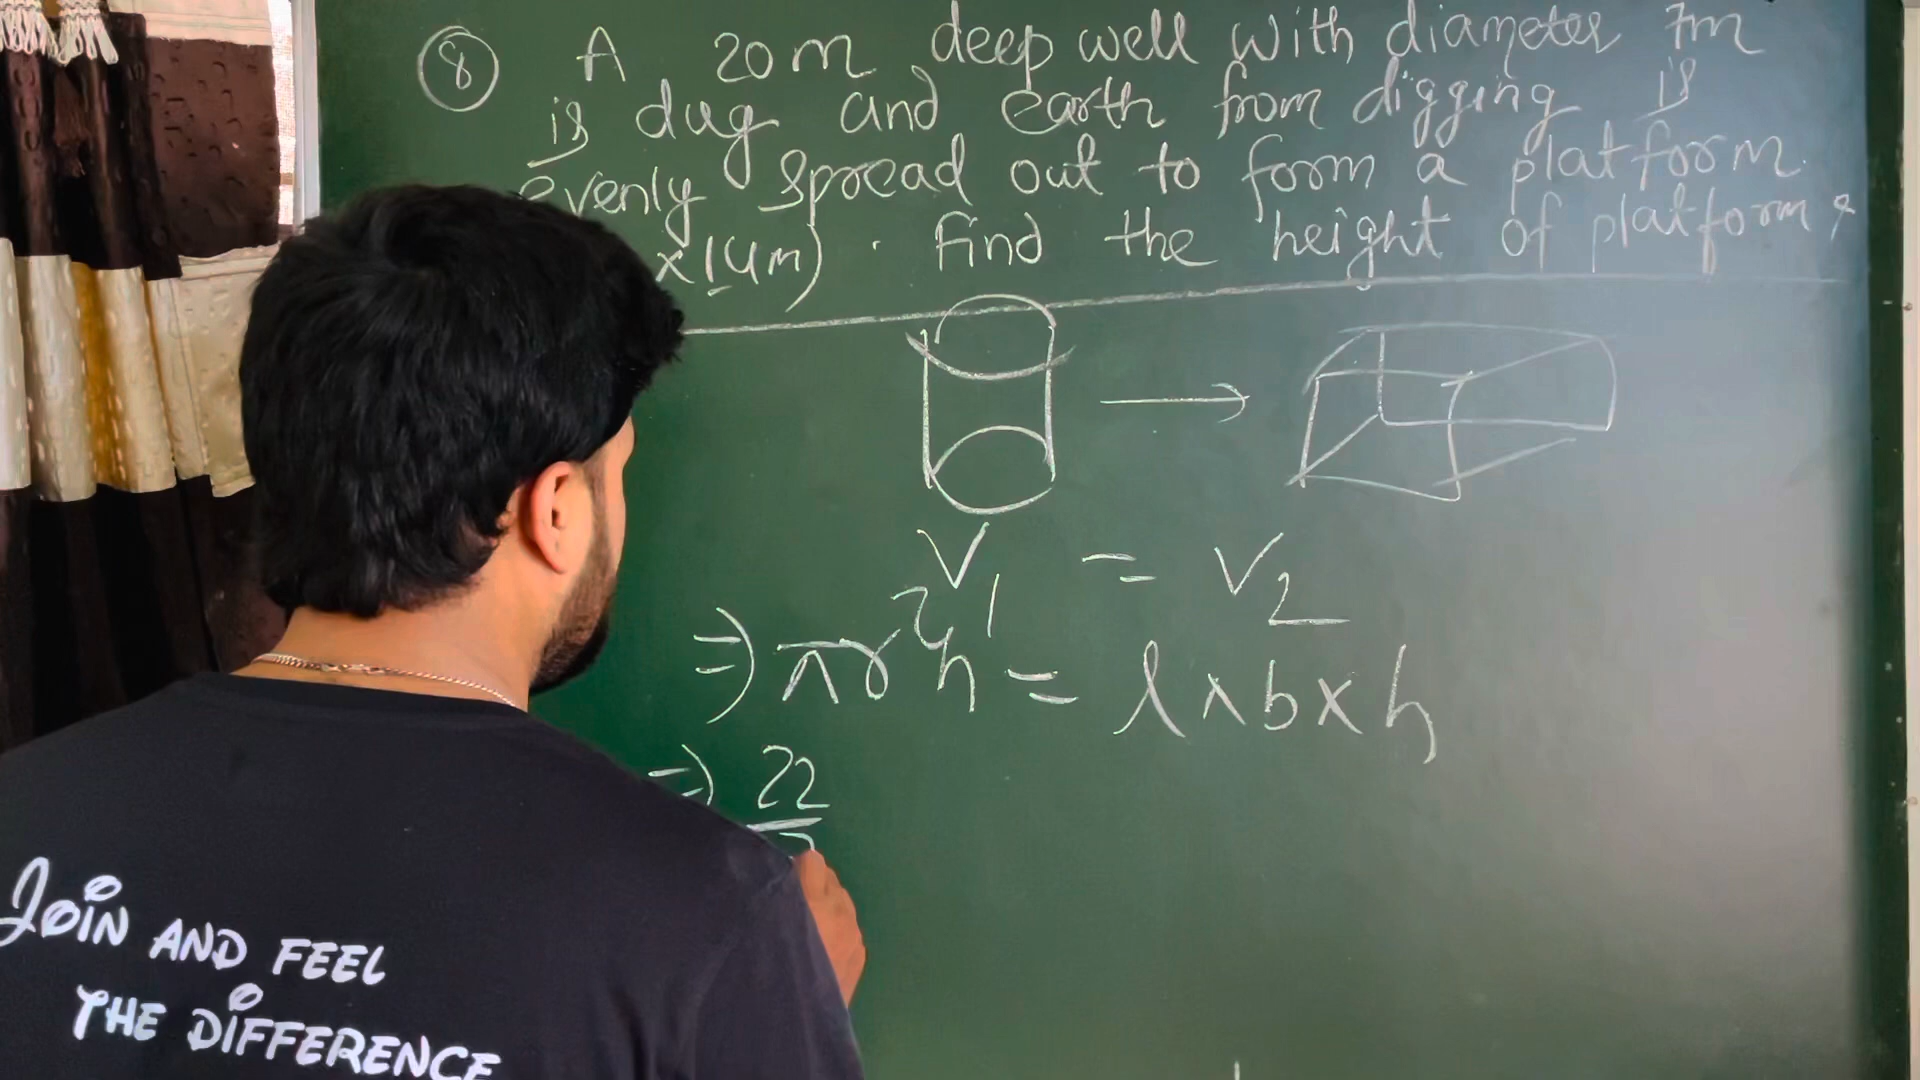 8 A 20m deep well with diameter 7m
is dug and earth from digging is
evenly spread out to form a platform
x14m). Find the height of platform?
V1 = V2
⇒ πr²h = l x b x h
⇒ 22
7
JOIN AND FEEL
THE DIFFERENCE